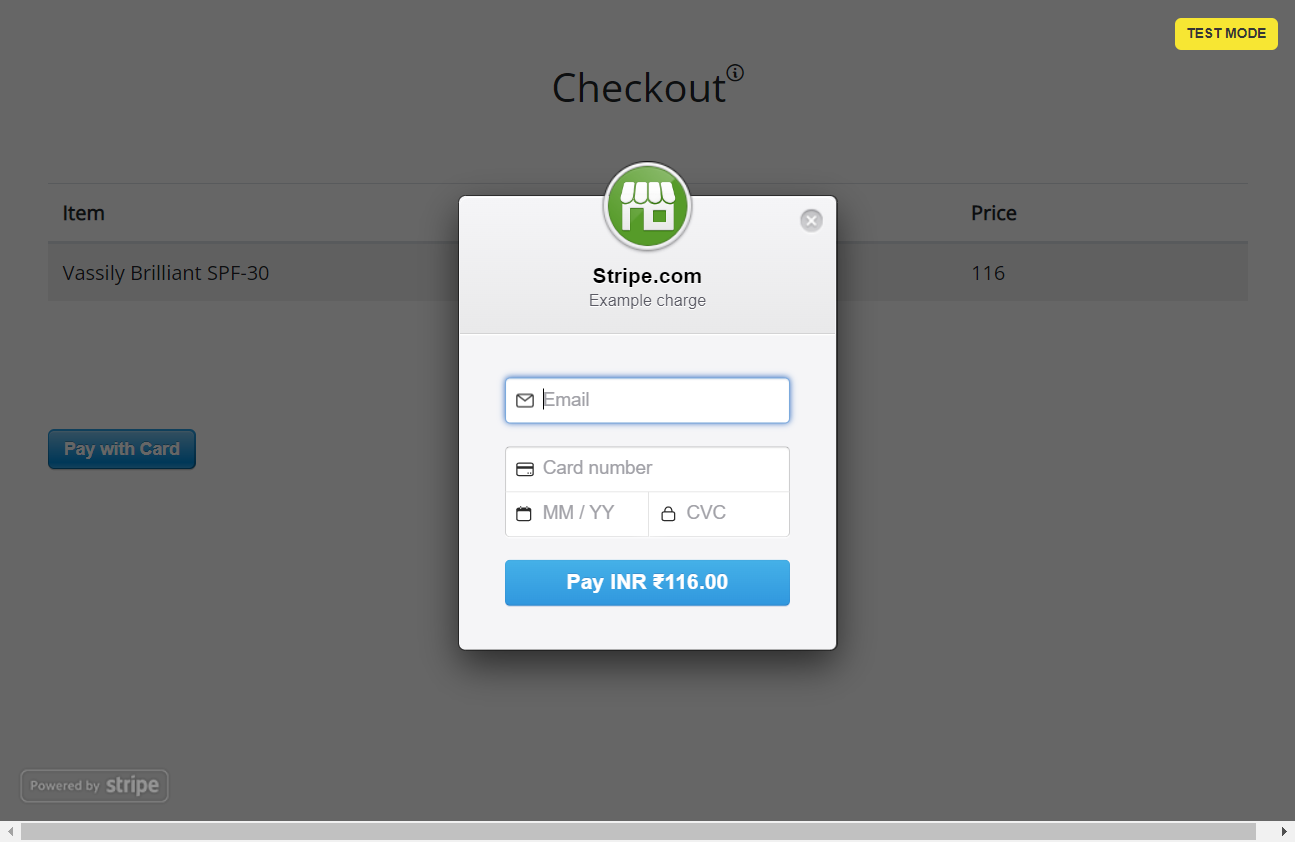 TEST MODE
Checkout
Item Price
Vassily Brilliant SPF-30 116
Stripe.com
Example charge
Email
Card number
MM / YY CVC
Pay INR ₹116.00
Pay with Card
Powered by stripe